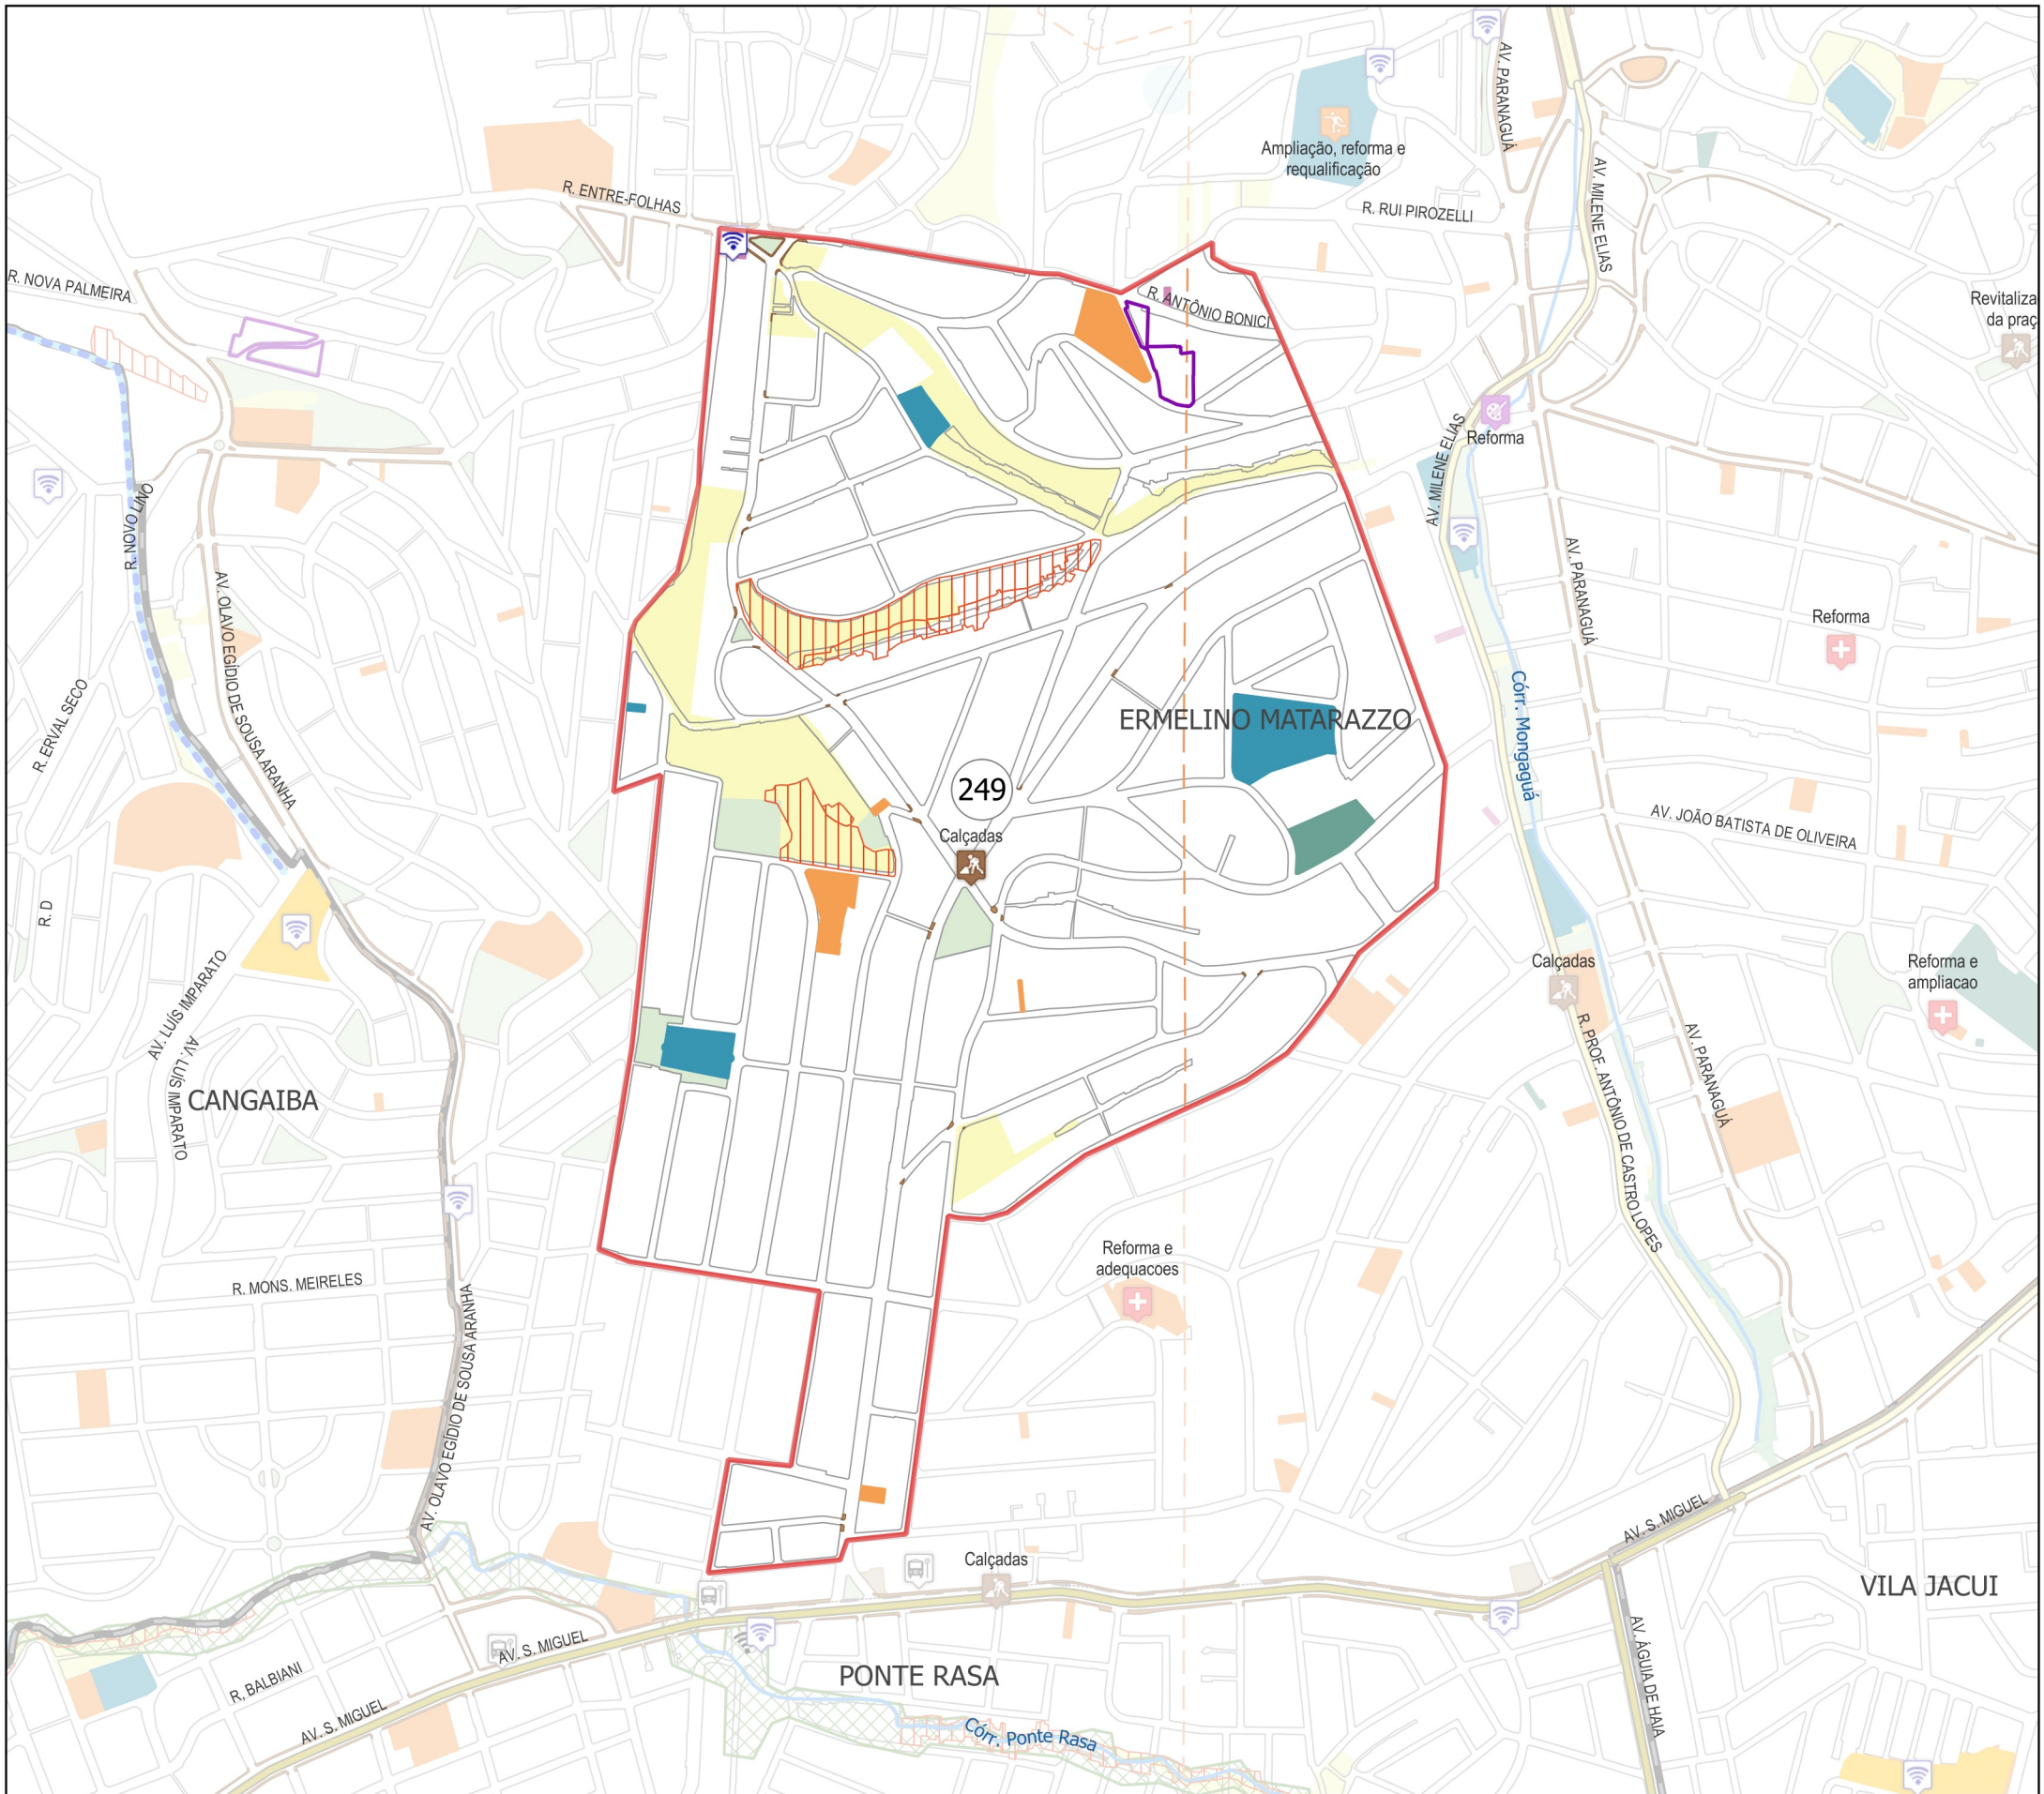 AV. PARANAGUÁ
Ampliação, reforma e
requalificação
AV. MILENE ELIAS
R. ENTRE-FOLHAS
R. RUI PIROZELLI
R. NOVA PALMEIRA
R. ANTÔNIO BONICI
Revitaliza
da praç
Reforma
AV. MILENE ELIAS
R. NOVO LINO
AV. PARANAGUÁ
AV. OLAVO EGÍDIO DE SOUSA ARANHA
Reforma
R. ERVAL SECO
Córr. Mongaguá
ERMELINO MATARAZZO
249
Calçadas
AV. JOÃO BATISTA DE OLIVEIRA
R. D
AV. LUÍS IMPARATO
Calçadas
Reforma e
ampliacao
AV. LUÍS IMPARATO
R. PROF. ANTÔNIO DE CASTRO LOPES
AV. PARANAGUÁ
CANGAIBA
Reforma e
adequacoes
R. MONS. MEIRELES
AV. OLAVO EGÍDIO DE SOUSA ARANHA
AV. S. MIGUEL
Calçadas
VILA JACUI
AV. S. MIGUEL
AV. ÁGUIA DE HAIA
R, BALBIANI
PONTE RASA
AV. S. MIGUEL
Córr. Ponte Rasa